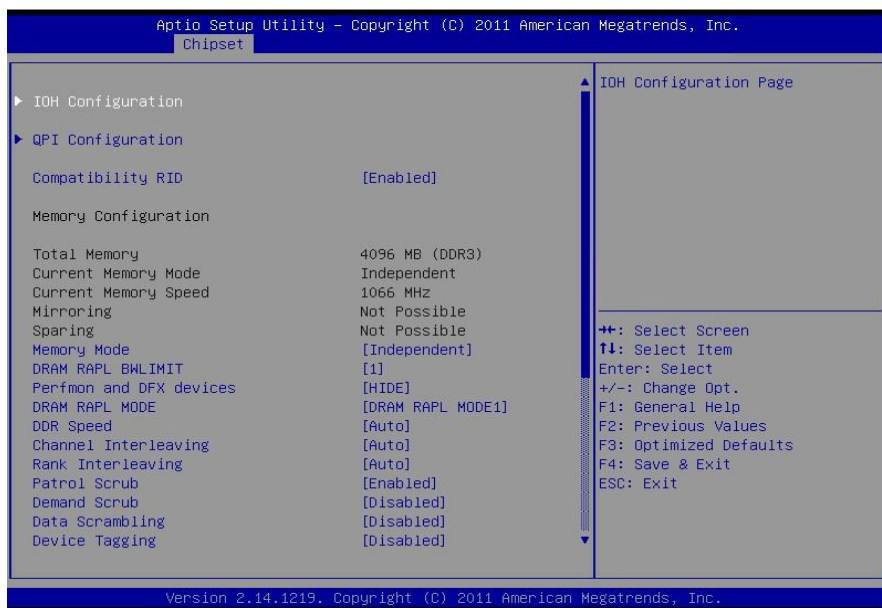 Aptio Setup Utility – Copyright (C) 2011 American Megatrends, Inc.
Chipset
IOH Configuration
QPI Configuration
Compatibility RID [Enabled]
Memory Configuration
Total Memory 4096 MB (DDR3)
Current Memory Mode Independent
Current Memory Speed 1066 MHz
Mirroring Not Possible
Sparing Not Possible
Memory Mode [Independent]
DRAM RAPL BWLIMIT [1]
Perfmon and DFX devices [HIDE]
DRAM RAPL MODE [DRAM RAPL MODE1]
DDR Speed [Auto]
Channel Interleaving [Auto]
Rank Interleaving [Auto]
Patrol Scrub [Enabled]
Demand Scrub [Disabled]
Data Scrambling [Disabled]
Device Tagging [Disabled]
IOH Configuration Page
→←: Select Screen
↑↓: Select Item
Enter: Select
+/-: Change Opt.
F1: General Help
F2: Previous Values
F3: Optimized Defaults
F4: Save & Exit
ESC: Exit
Version 2.14.1219. Copyright (C) 2011 American Megatrends, Inc.